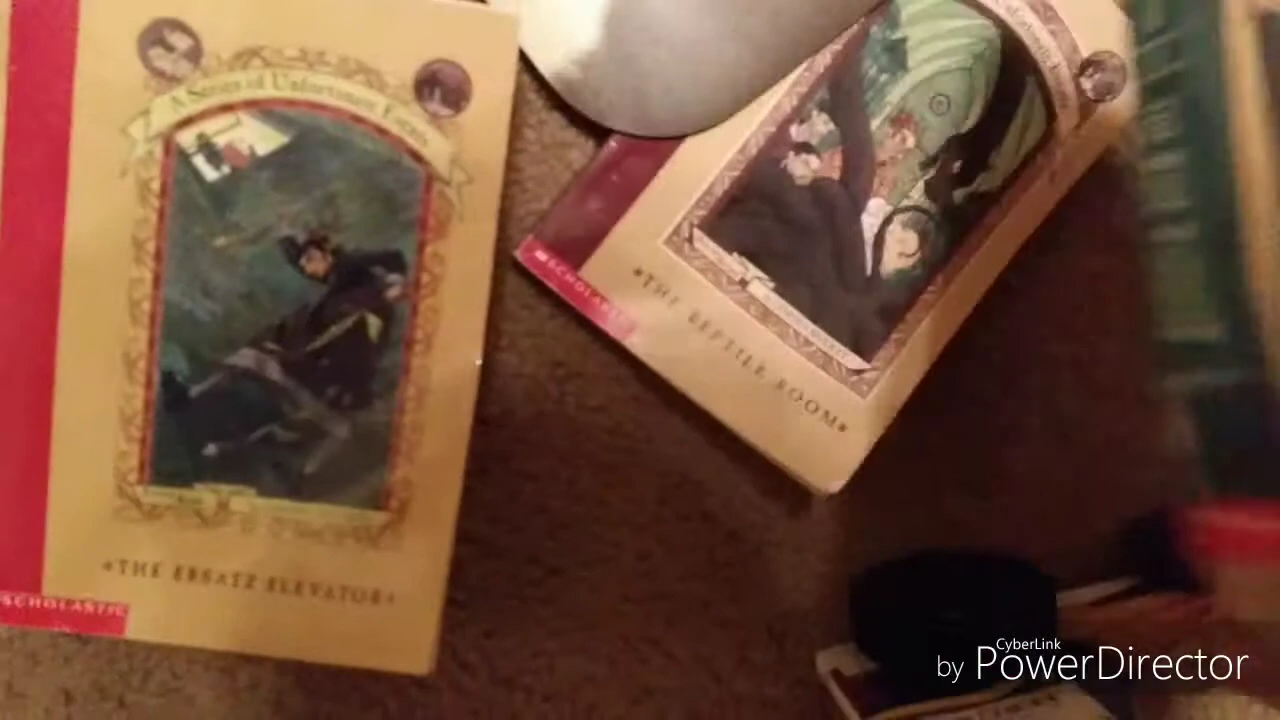 A Series of Unfortunate Events
*THE ERSATZ ELEVATOR*
SCHOLASTIC
SCHOLASTIC
*THE REPTILE ROOM*
CyberLink
by PowerDirector